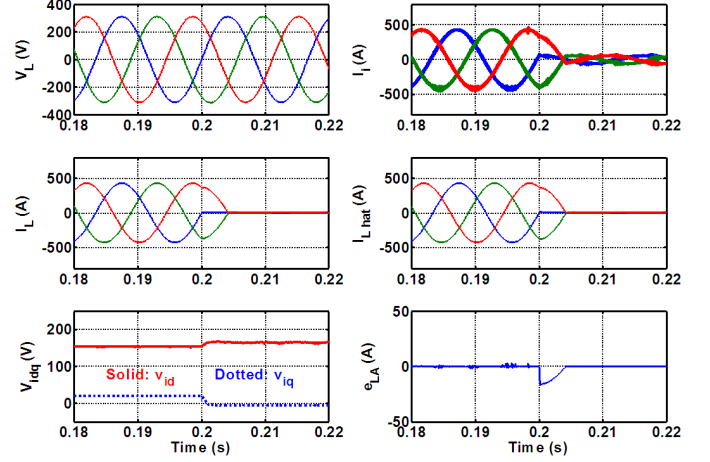 400
200
0
-200
-400
V_L (V)
0.18 0.19 0.2 0.21 0.22
500
0
-500
I_i (A)
0.18 0.19 0.2 0.21 0.22
500
0
-500
I_L (A)
0.18 0.19 0.2 0.21 0.22
500
0
-500
I_L hat (A)
0.18 0.19 0.2 0.21 0.22
200
100
0
V_idq (V)
Solid: v_id Dotted: v_iq
0.18 0.19 0.2 0.21 0.22
Time (s)
50
0
-50
e_LA (A)
0.18 0.19 0.2 0.21 0.22
Time (s)